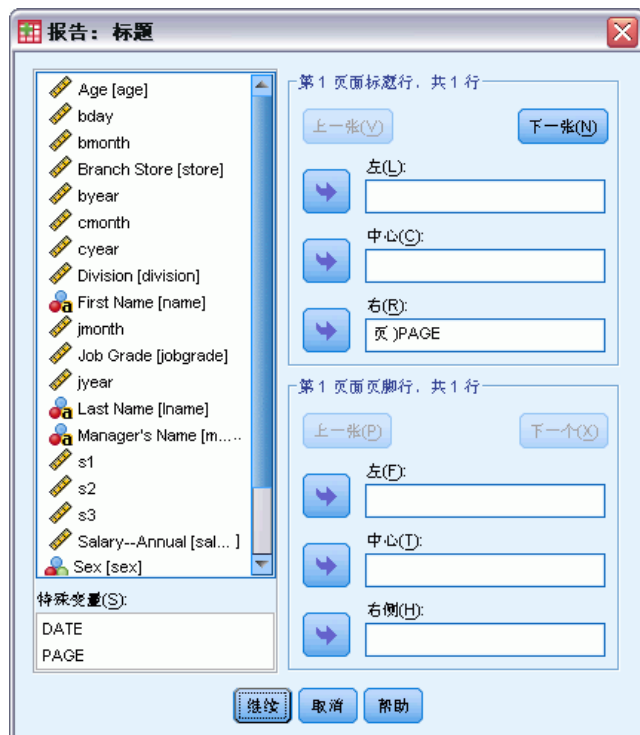 报告：标题
Age [age]
bday
bmonth
Branch Store [store]
byear
cmonth
cyear
Division [division]
First Name [name]
jmonth
Job Grade [jobgrade]
jyear
Last Name [lname]
Manager's Name [m.....
s1
s2
s3
Salary--Annual [sal... ]
Sex [sex]
特殊变量(S):
DATE
PAGE
第 1 页面标题行，共 1 行
上一张(V)
下一张(N)
左(L):
中心(C):
右(R):
页 )PAGE
第 1 页面页脚行，共 1 行
上一张(P)
下一个(X)
左(F):
中心(T):
右侧(H):
继续
取消
帮助